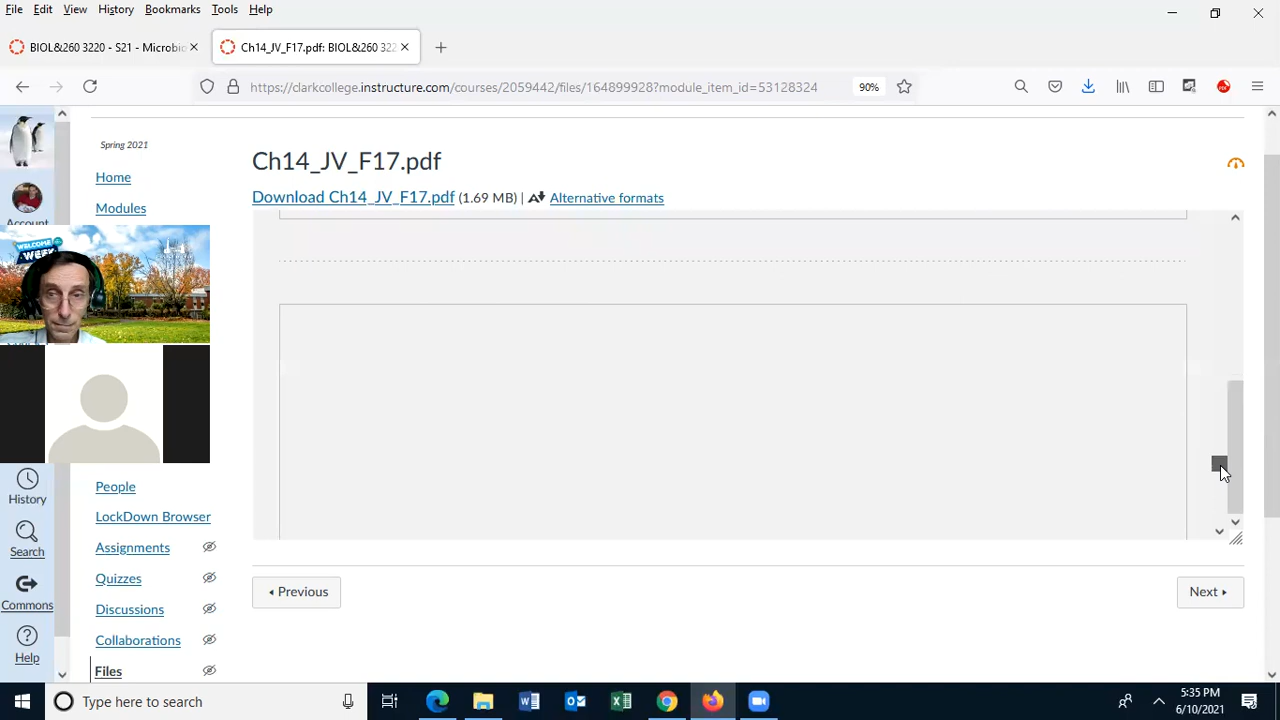 File Edit View History Bookmarks Tools Help
BIOL&260 3220 - S21 - Microbio
Ch14_JV_F17.pdf: BIOL&260 322
https://clarkcollege.instructure.com/courses/2059442/files/164899928?module_item_id=53128324
90%
Spring 2021
Home
Modules
Account
WELCOME
WEEK
History
Search
Commons
Help
People
LockDown Browser
Assignments
Quizzes
Discussions
Collaborations
Files
Ch14_JV_F17.pdf
Download Ch14_JV_F17.pdf (1.69 MB) | Alternative formats
Previous
Next
Type here to search
5:35 PM
6/10/2021